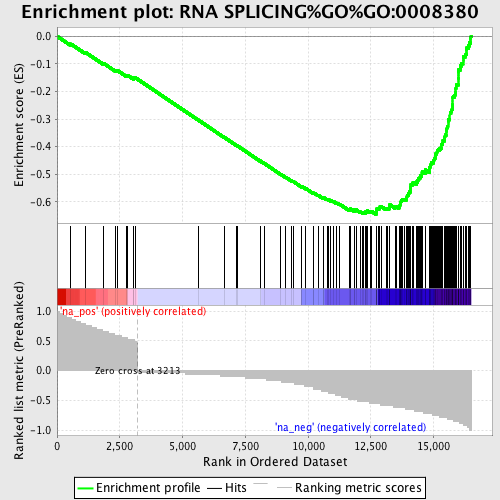 Enrichment plot: RNA SPLICING%GO%GO:0008380
Enrichment score (ES)
0.0
-0.1
-0.2
-0.3
-0.4
-0.5
-0.6
Ranked list metric (PreRanked)
1.0
0.5
0.0
-0.5
-1.0
'na_pos' (positively correlated)
Zero cross at 3213
'na_neg' (negatively correlated)
0 2,500 5,000 7,500 10,000 12,500 15,000
Rank in Ordered Dataset
Enrichment profile Hits Ranking metric scores